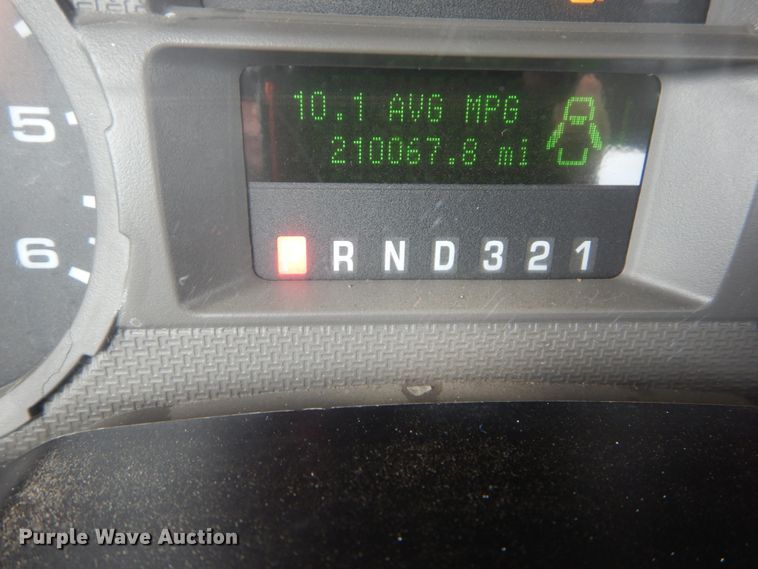 5
10.1 AVG MPG
210067.8 mi
6
R N D 3 2 1
Purple Wave Auction